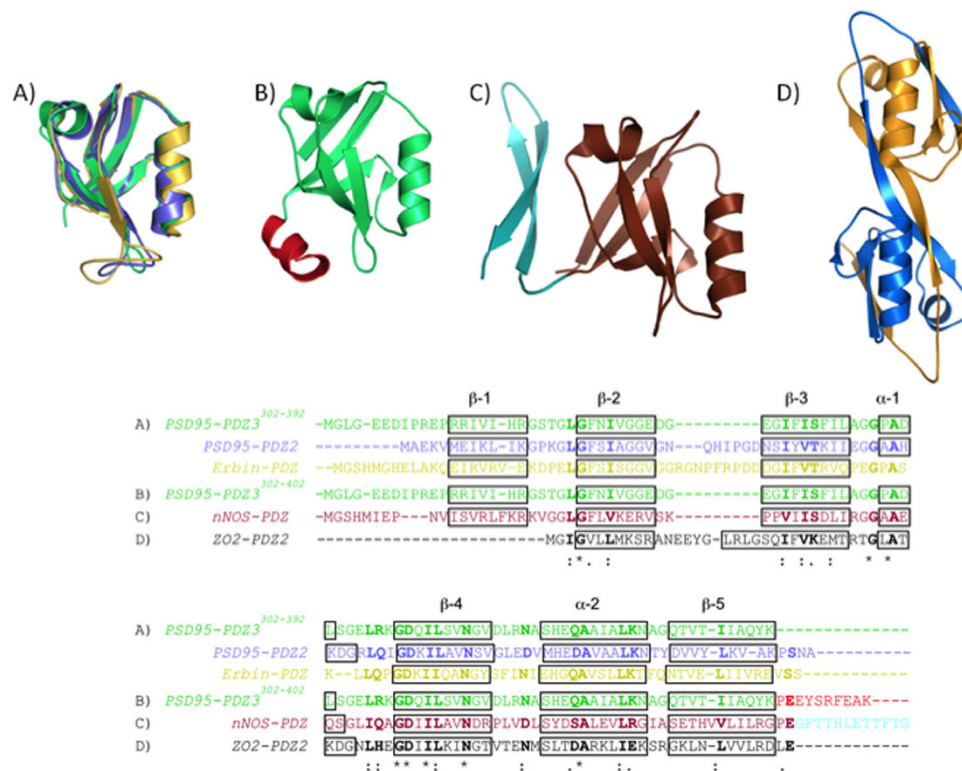 A) B) C) D)
β-1 β-2 β-3 α-1
A) PSD95-PDZ3³⁰²⁻³⁹² —MGLG-EEDIPREPRRIVI-HRGSTGLGFNIVGGEDG---------EGIFISFILAGGPAD
PSD95-PDZ2 ----------MAEKVMEIKL-IKGPKGLGFSIAGGVGN--QHIPGDNSIYVTKIIEGGAAH
Erbin-PDZ --MGSHMGHELAKQEIRVRV-EKDPELGFSISGGVGGRGNPFRPDDDGIFVTRVQPEGPAS
B) PSD95-PDZ3³⁰²⁻⁴⁰² —MGLG-EEDIPREPRRIVI-HRGSTGLGFNIVGGEDG---------EGIFISFILAGGPAD
C) nNOS-PDZ —MGSHMIEP---NVISVRLFKRKVGGLGFLVKERVSK---------PPVIISDLIRGGAAE
D) ZO2-PDZ2 --------------------------MGIGVLLMKSRANEEYG-LRLGSQIFVKEMTRTGLAT
:*. : : :. * *
β-4 α-2 β-5
A) PSD95-PDZ3³⁰²⁻³⁹² LSGELRKGDQILSVNGVDLRNASHEQAAIALKNAGQTVT-IIAQYK--------------
PSD95-PDZ2 KDGRLQIGDKILAVNSVGLEDVMHEDAVAALKNTYDVVY-LKV-AKPSNA----------
Erbin-PDZ K-LLQPGDKIIQANGYSFINIEHGQAVSLLKTFQNTVE-LIIVREVSS------------
B) PSD95-PDZ3³⁰²⁻⁴⁰² LSGELRKGDQILSVNGVDLRNASHEQAAIALKNAGQTVT-IIAQYKPEEYSRFEAK----
C) nNOS-PDZ QSGLIQAGDIILAVNDRPLVDLSYDSALEVLRGIASETHVVLILRGPEGFTTHLETTFTG
D) ZO2-PDZ2 KDGNLHEGDIILKINGTVTENMSLTDARKLIEKSRGKLN-LVVLRDLE------------
:: ** *: * : .* :. : .